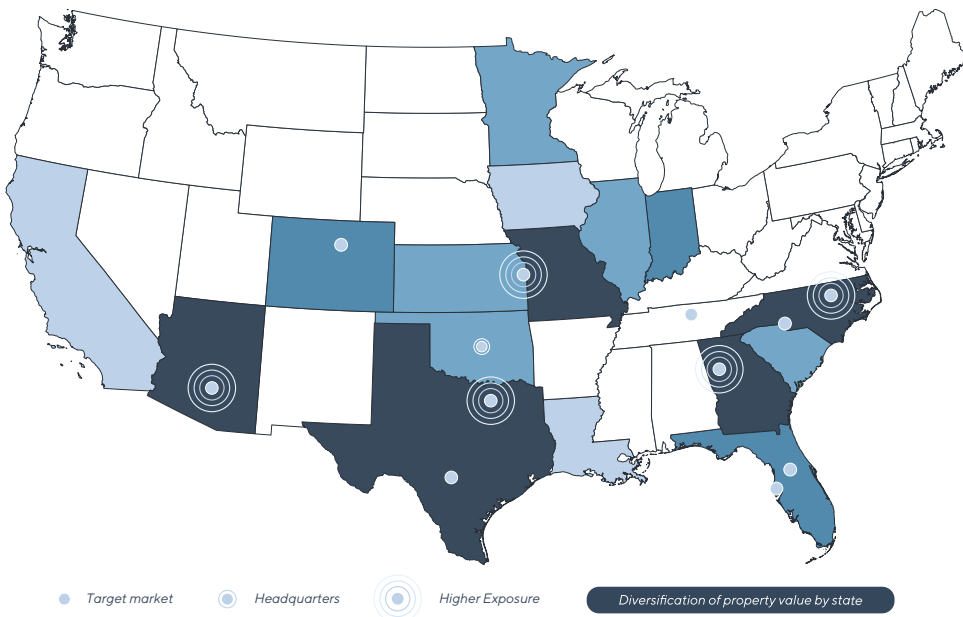 Target market
Headquarters
Higher Exposure
Diversification of property value by state